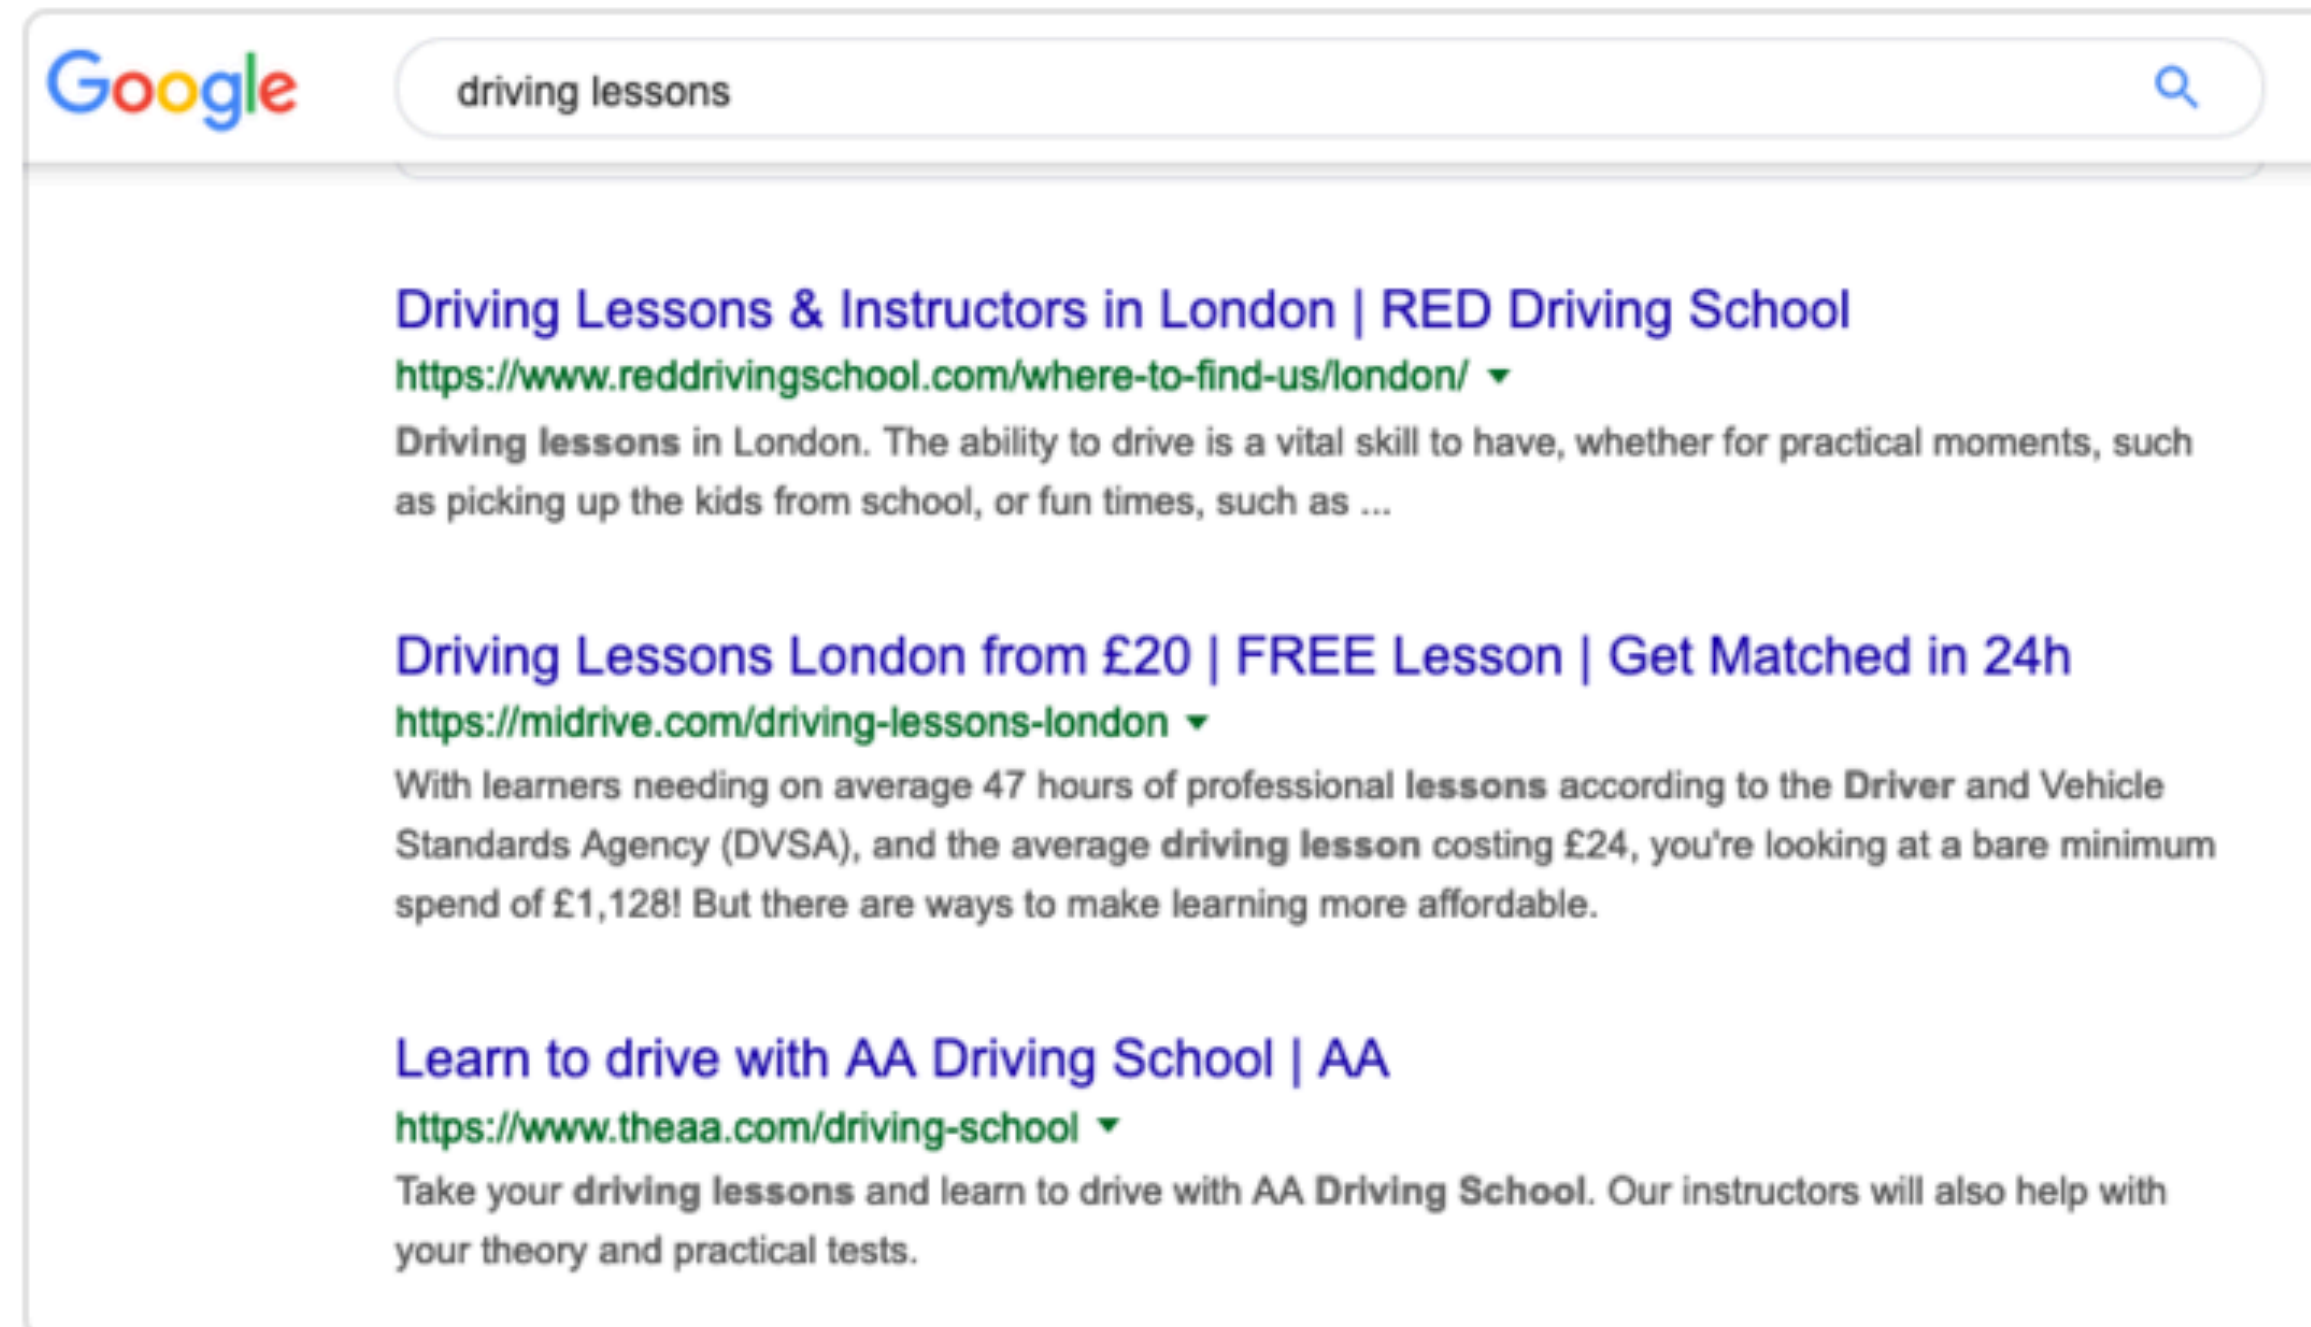 Google
driving lessons
Driving Lessons & Instructors in London | RED Driving School
https://www.reddrivingschool.com/where-to-find-us/london/
Driving lessons in London. The ability to drive is a vital skill to have, whether for practical moments, such
as picking up the kids from school, or fun times, such as ...
Driving Lessons London from £20 | FREE Lesson | Get Matched in 24h
https://midrive.com/driving-lessons-london
With learners needing on average 47 hours of professional lessons according to the Driver and Vehicle
Standards Agency (DVSA), and the average driving lesson costing £24, you're looking at a bare minimum
spend of £1,128! But there are ways to make learning more affordable.
Learn to drive with AA Driving School | AA
https://www.theaa.com/driving-school
Take your driving lessons and learn to drive with AA Driving School. Our instructors will also help with
your theory and practical tests.